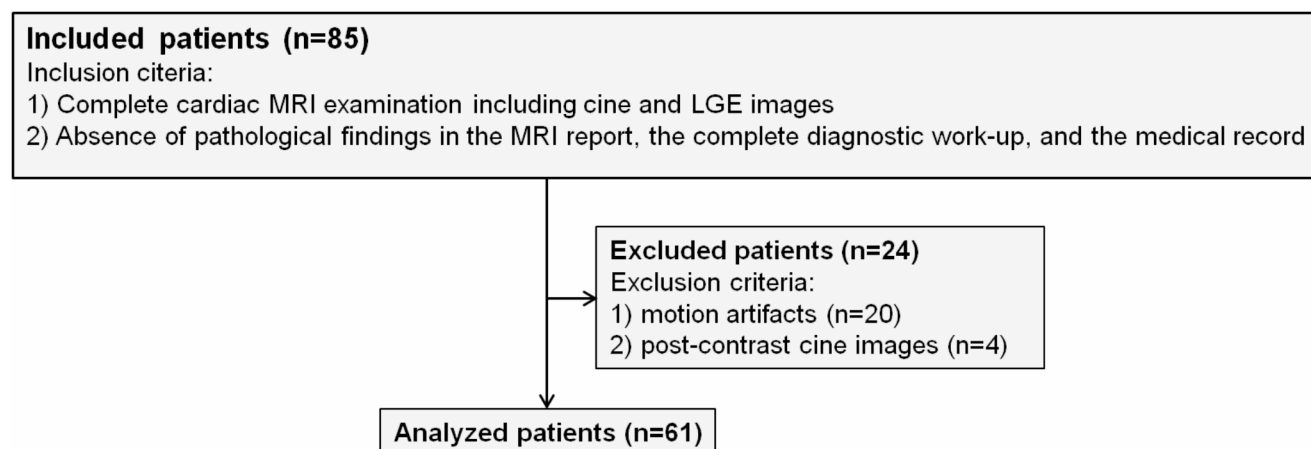 Included patients (n=85)
Inclusion citeria:
1) Complete cardiac MRI examination including cine and LGE images
2) Absence of pathological findings in the MRI report, the complete diagnostic work-up, and the medical record
Excluded patients (n=24)
Exclusion criteria:
1) motion artifacts (n=20)
2) post-contrast cine images (n=4)
Analyzed patients (n=61)